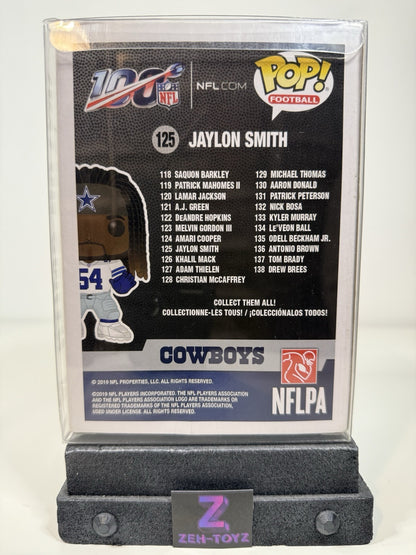 100
NFL
NFL.COM
POP!
FOOTBALL
125 JAYLON SMITH
118 SAQUON BARKLEY
119 PATRICK MAHOMES II
120 LAMAR JACKSON
121 A.J. GREEN
122 DeANDRE HOPKINS
123 MELVIN GORDON III
124 AMARI COOPER
125 JAYLON SMITH
126 KHALIL MACK
127 ADAM THIELEN
128 CHRISTIAN McCAFFREY
129 MICHAEL THOMAS
130 AARON DONALD
131 PATRICK PETERSON
132 NICK BOSA
133 KYLER MURRAY
134 Le'VEON BALL
135 ODELL BECKHAM JR.
136 ANTONIO BROWN
137 TOM BRADY
138 DREW BREES
54
COLLECT THEM ALL!
COLLECTIONNE-LES TOUS! / ¡COLECCIÓNALOS TODOS!
COWBOYS
NFLPA
© 2019 NFL PROPERTIES, LLC. ALL RIGHTS RESERVED.
©2019 NFL PLAYERS INCORPORATED. THE NFL PLAYERS ASSOCIATION
AND THE NFL PLAYERS ASSOCIATION LOGO ARE TRADEMARKS OR
REGISTERED TRADEMARKS OF THE NFL PLAYERS ASSOCIATION,
USED UNDER LICENSE. ALL RIGHTS RESERVED.
Z
ZEH-TOYZ